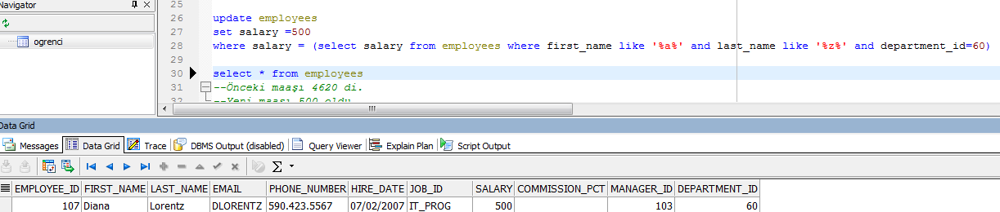 Navigator
ogrenci
25
26 update employees
27 set salary =500
28 where salary = (select salary from employees where first_name like '%a%' and last_name like '%z%' and department_id=60)
29
30 select * from employees
31 --Önceki maaşı 4620 di.
32 --Yeni maaşı 500 oldu
Data Grid
Messages Data Grid Trace DBMS Output (disabled) Query Viewer Explain Plan Script Output
EMPLOYEE_ID FIRST_NAME LAST_NAME EMAIL PHONE_NUMBER HIRE_DATE JOB_ID SALARY COMMISSION_PCT MANAGER_ID DEPARTMENT_ID
107 Diana Lorentz DLORENTZ 590.423.5567 07/02/2007 IT_PROG 500 103 60